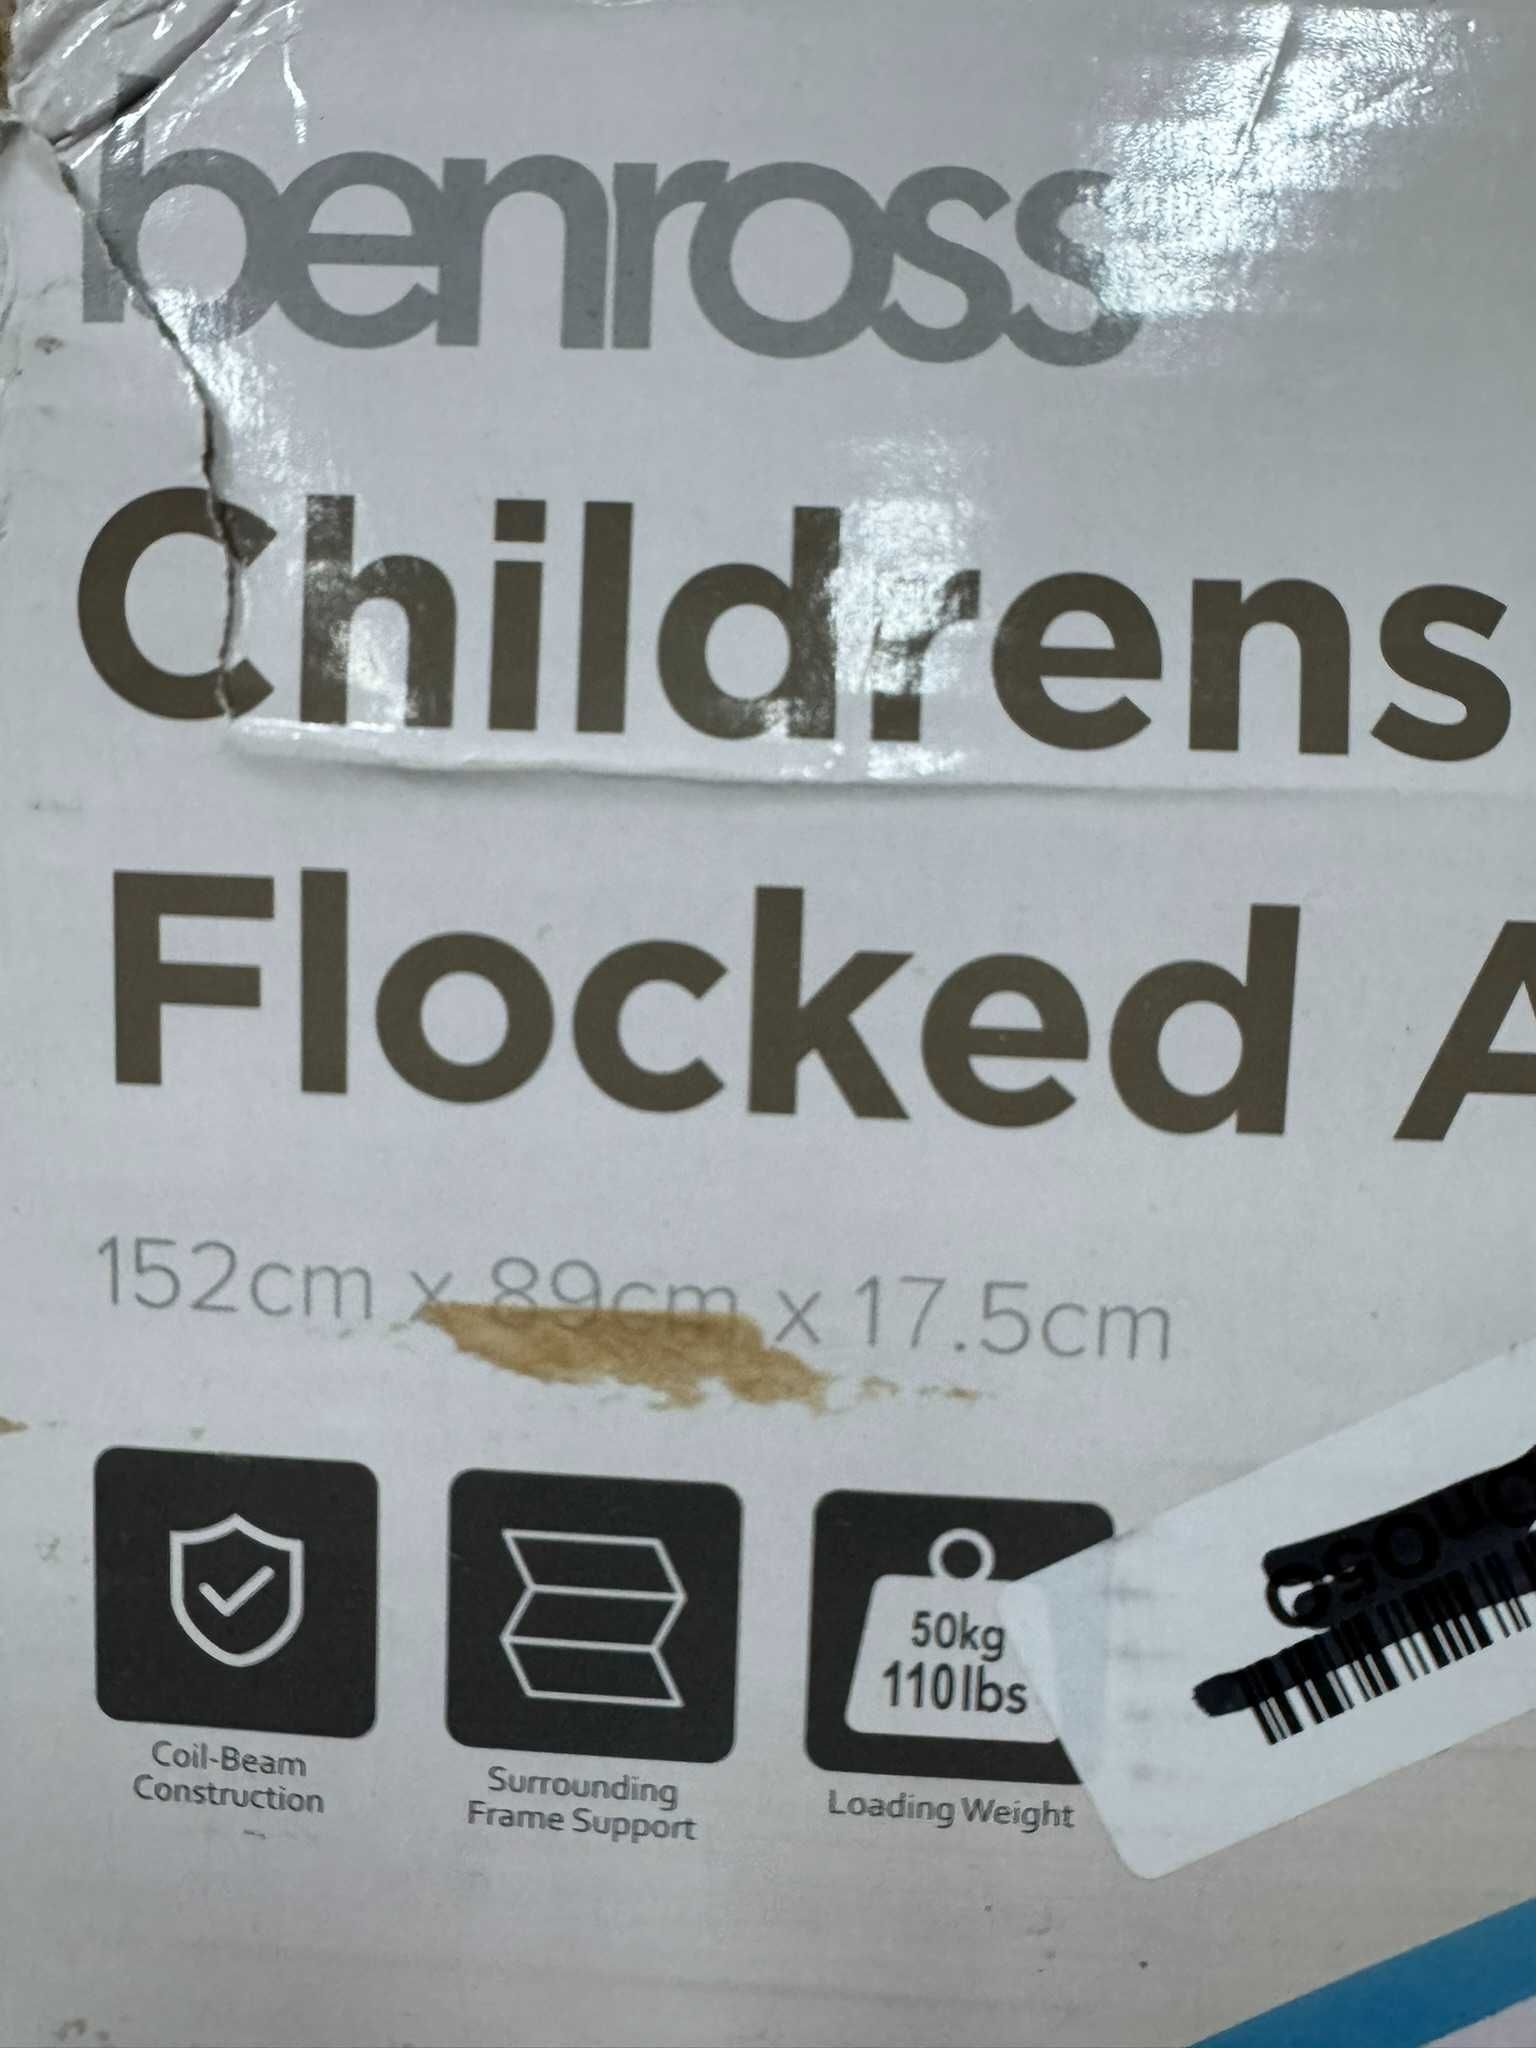 benross
Childrens
Flocked A
152cm x 89cm x 17.5cm
50kg
110lbs
Coil-Beam
Construction
Surrounding
Frame Support
Loading Weight